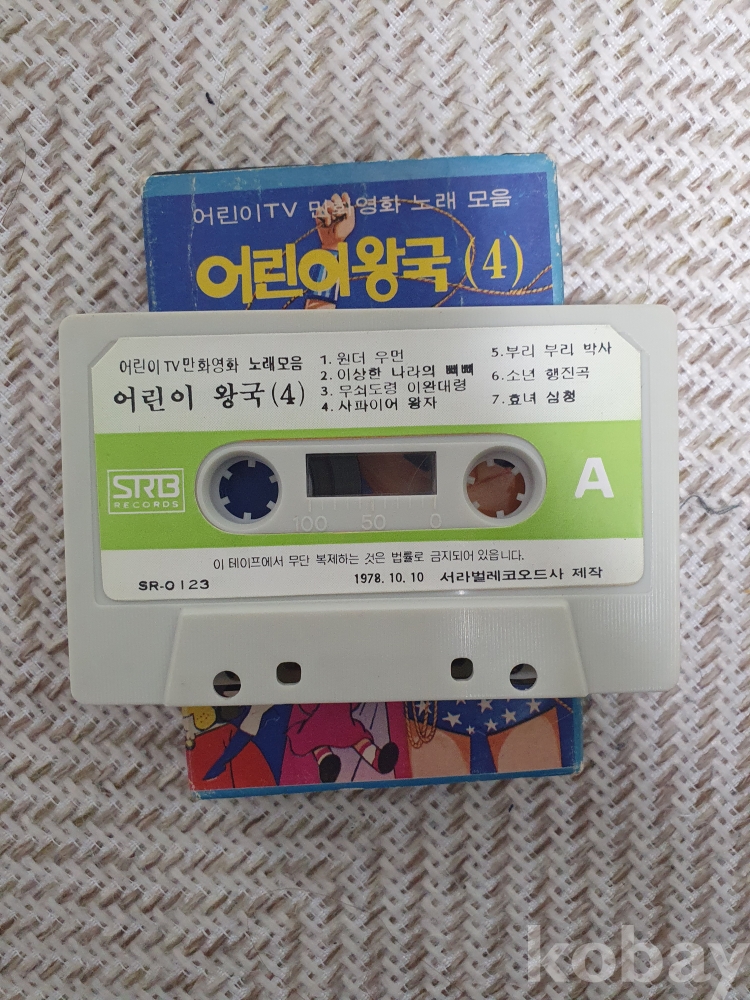 어린이TV 만화영화 노래 모음
어린이왕국(4)
어린이 TV 만화영화 노래모음
어린이 왕국(4)
1. 원더 우먼
2. 이상한 나라의 삐삐
3. 무쇠도령 이완대령
4. 사파이어 왕자
5. 부리 부리 박사
6. 소년 행진곡
7. 효녀 심청
SRB
RECORDS
A
100 50 0
이 테이프에서 무단 복제하는 것은 법률로 금지되어 있읍니다.
SR-0123
1978. 10. 10 서라벌레코오드사 제작
kobay